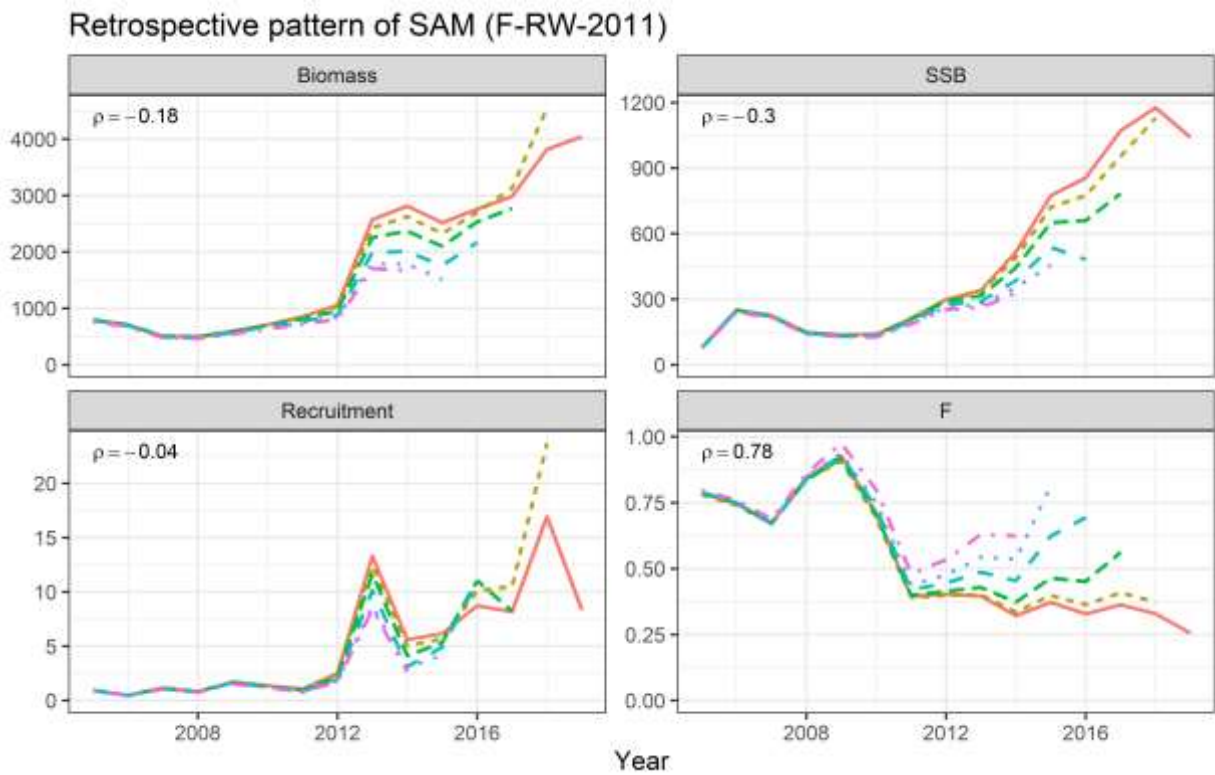 Retrospective pattern of SAM (F-RW-2011)
Biomass
SSB
ρ = −0.18
ρ = −0.3
4000
3000
2000
1000
0
1200
900
600
300
0
Recruitment
F
ρ = −0.04
ρ = 0.78
20
15
10
5
0
1.00
0.75
0.50
0.25
0.00
2008 2012 2016
2008 2012 2016
Year